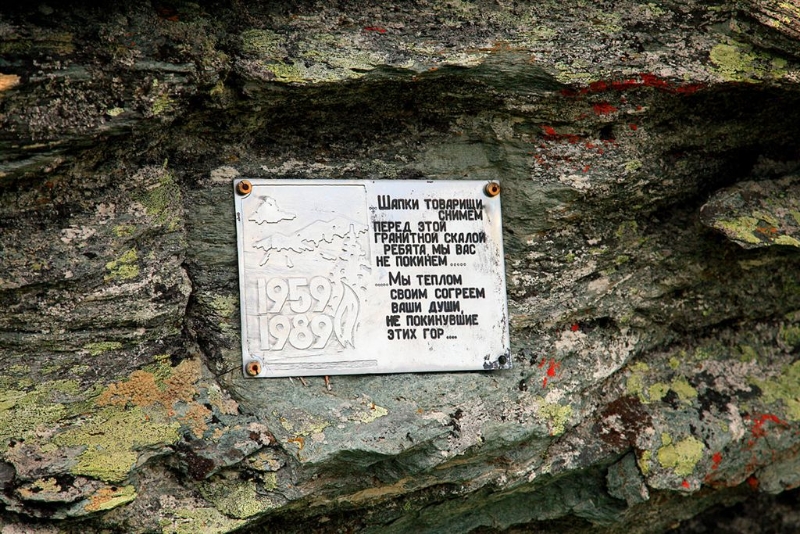 1959
1989
..Шапки товарищи
снимем
перед этой
гранитной скалой
ребята, мы вас
не покинем.....
.....Мы теплом
своим согреем
ваши души,
не покинувшие
этих гор....